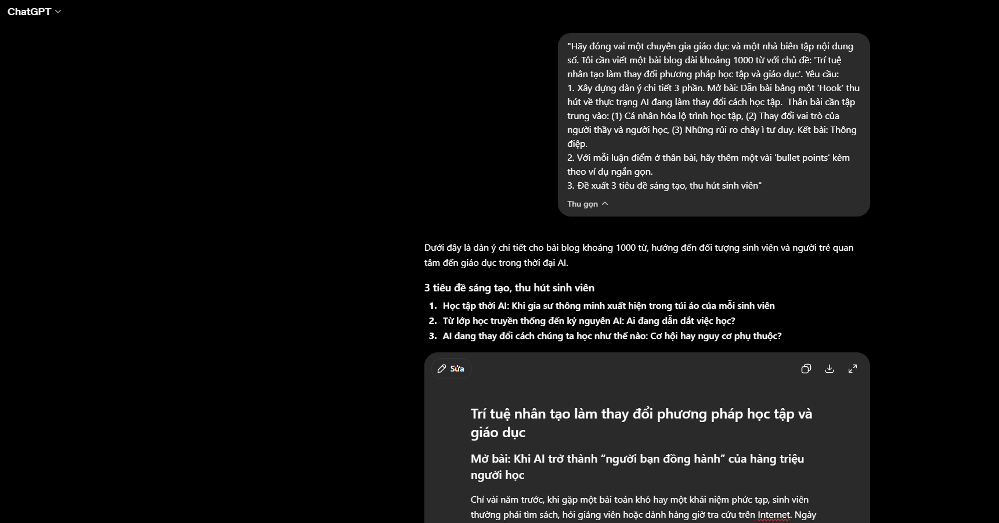 ChatGPT
"Hãy đóng vai một chuyên gia giáo dục và một nhà biên tập nội dung
số. Tôi cần viết một bài blog dài khoảng 1000 từ với chủ đề: 'Trí tuệ
nhân tạo làm thay đổi phương pháp học tập và giáo dục'. Yêu cầu:
1. Xây dựng dàn ý chi tiết 3 phần. Mở bài: Dẫn bài bằng một 'Hook' thu
hút về thực trạng AI đang làm thay đổi cách học tập.  Thân bài cần tập
trung vào: (1) Cá nhân hóa lộ trình học tập, (2) Thay đổi vai trò của
người thầy và người học, (3) Những rủi ro chây ì tư duy. Kết bài: Thông
điệp.
2. Với mỗi luận điểm ở thân bài, hãy thêm một vài 'bullet points' kèm
theo ví dụ ngắn gọn.
3. Đề xuất 3 tiêu đề sáng tạo, thu hút sinh viên"
Thu gọn
Dưới đây là dàn ý chi tiết cho bài blog khoảng 1000 từ, hướng đến đối tượng sinh viên và người trẻ quan
tâm đến giáo dục trong thời đại AI.
3 tiêu đề sáng tạo, thu hút sinh viên
1. Học tập thời AI: Khi gia sư thông minh xuất hiện trong túi áo của mỗi sinh viên
2. Từ lớp học truyền thống đến kỷ nguyên AI: Ai đang dẫn dắt việc học?
3. AI đang thay đổi cách chúng ta học như thế nào: Cơ hội hay nguy cơ phụ thuộc?
Sửa
Trí tuệ nhân tạo làm thay đổi phương pháp học tập và
giáo dục
Mở bài: Khi AI trở thành “người bạn đồng hành” của hàng triệu
người học
Chỉ vài năm trước, khi gặp một bài toán khó hay một khái niệm phức tạp, sinh viên
thường phải tìm sách, hỏi giảng viên hoặc dành hàng giờ tra cứu trên Internet. Ngày